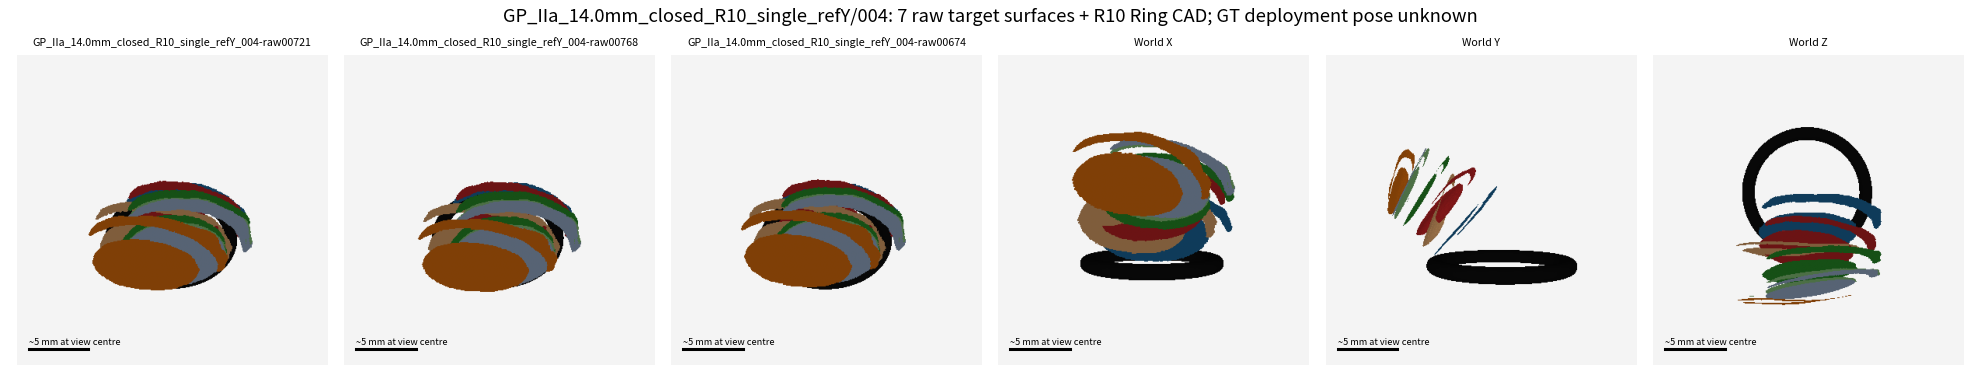 GP_IIa_14.0mm_closed_R10_single_refY/004: 7 raw target surfaces + R10 Ring CAD; GT deployment pose unknown
GP_IIa_14.0mm_closed_R10_single_refY_004-raw00721
GP_IIa_14.0mm_closed_R10_single_refY_004-raw00768
GP_IIa_14.0mm_closed_R10_single_refY_004-raw00674
World X
World Y
World Z
~5 mm at view centre
~5 mm at view centre
~5 mm at view centre
~5 mm at view centre
~5 mm at view centre
~5 mm at view centre